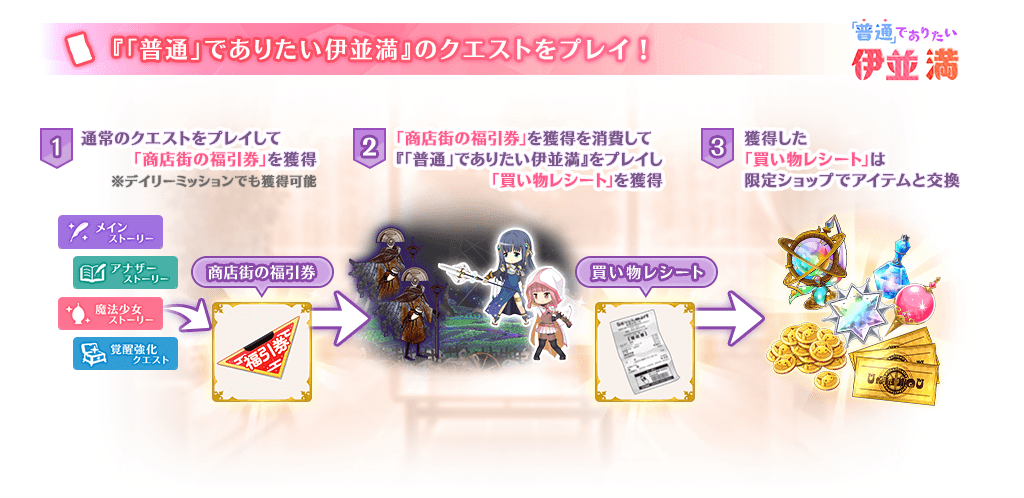 『「普通」でありたい伊並満』のクエストをプレイ！
「普通」でありたい
伊並満
1
通常のクエストをプレイして
「商店街の福引券」を獲得
※デイリーミッションでも獲得可能
2
「商店街の福引券」を獲得を消費して
『「普通」でありたい伊並満』をプレイし
「買い物レシート」を獲得
3
獲得した
「買い物レシート」は
限定ショップでアイテムと交換
メイン
ストーリー
アナザー
ストーリー
魔法少女
ストーリー
覚醒強化
クエスト
商店街の福引券
福引券
買い物レシート